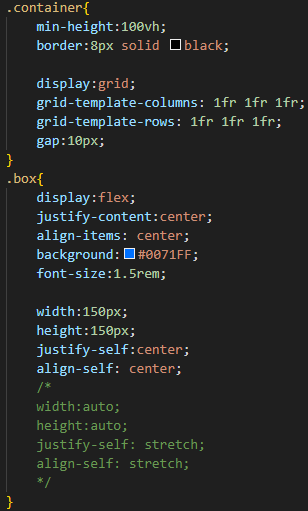 .container{
    min-height:100vh;
    border:8px solid black;

    display:grid;
    grid-template-columns: 1fr 1fr 1fr;
    grid-template-rows: 1fr 1fr 1fr;
    gap:10px;
}
.box{
    display:flex;
    justify-content:center;
    align-items: center;
    background:#0071FF;
    font-size:1.5rem;

    width:150px;
    height:150px;
    justify-self:center;
    align-self: center;
    /*
    width:auto;
    height:auto;
    justify-self: stretch;
    align-self: stretch;
    */
}